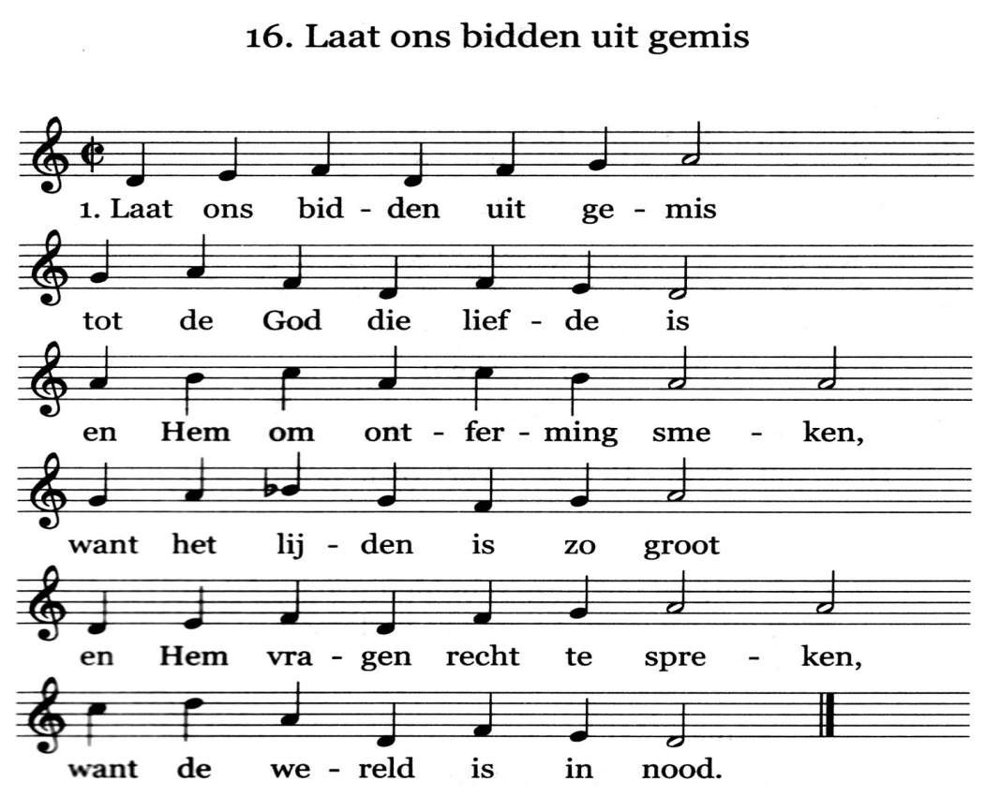 16. Laat ons bidden uit gemis
1. Laat ons bid - den uit ge - mis
tot de God die lief - de is
en Hem om ont - fer - ming sme - ken,
want het lij - den is zo groot
en Hem vra - gen recht te spre - ken,
want de we - reld is in nood.